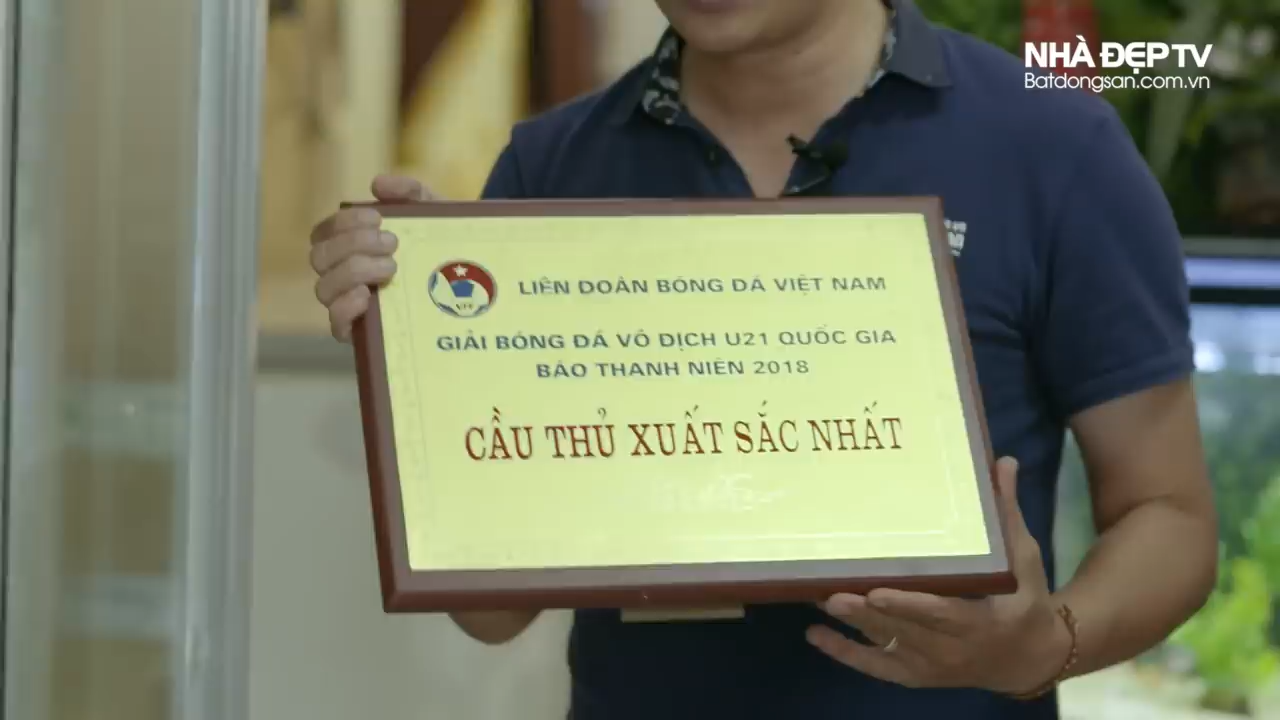 NHÀ ĐẸP TV
Batdongsan.com.vn
LIÊN ĐOÀN BÓNG ĐÁ VIỆT NAM
GIẢI BÓNG ĐÁ VÔ ĐỊCH U21 QUỐC GIA
BÁO THANH NIÊN 2018
CẦU THỦ XUẤT SẮC NHẤT